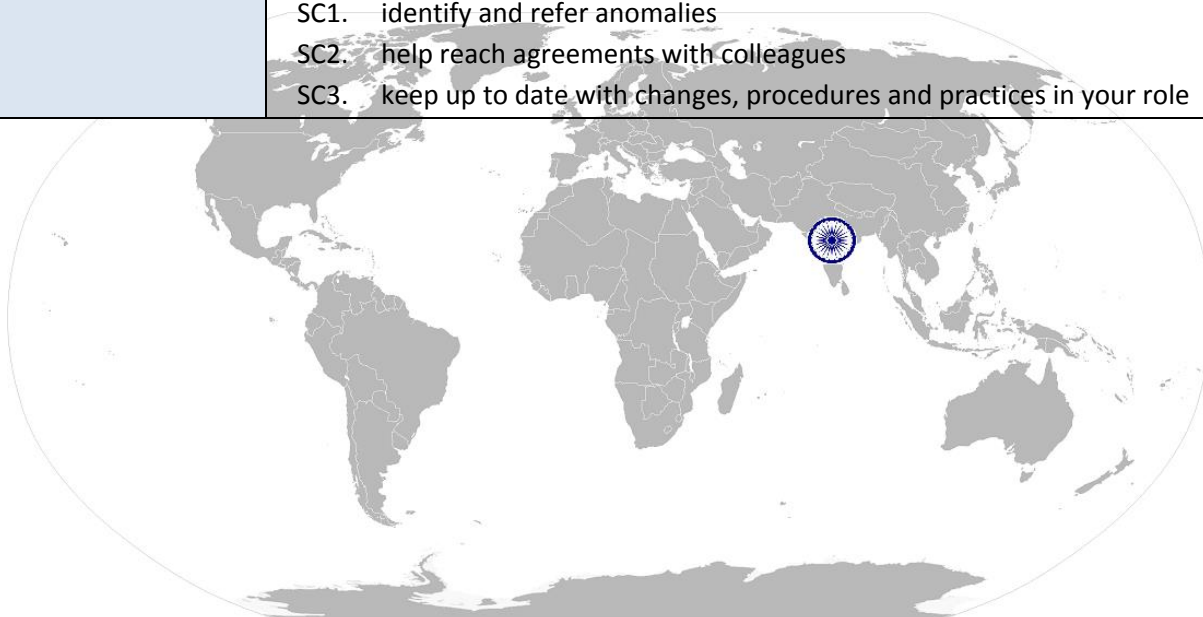 SC1. identify and refer anomalies
SC2. help reach agreements with colleagues
SC3. keep up to date with changes, procedures and practices in your role